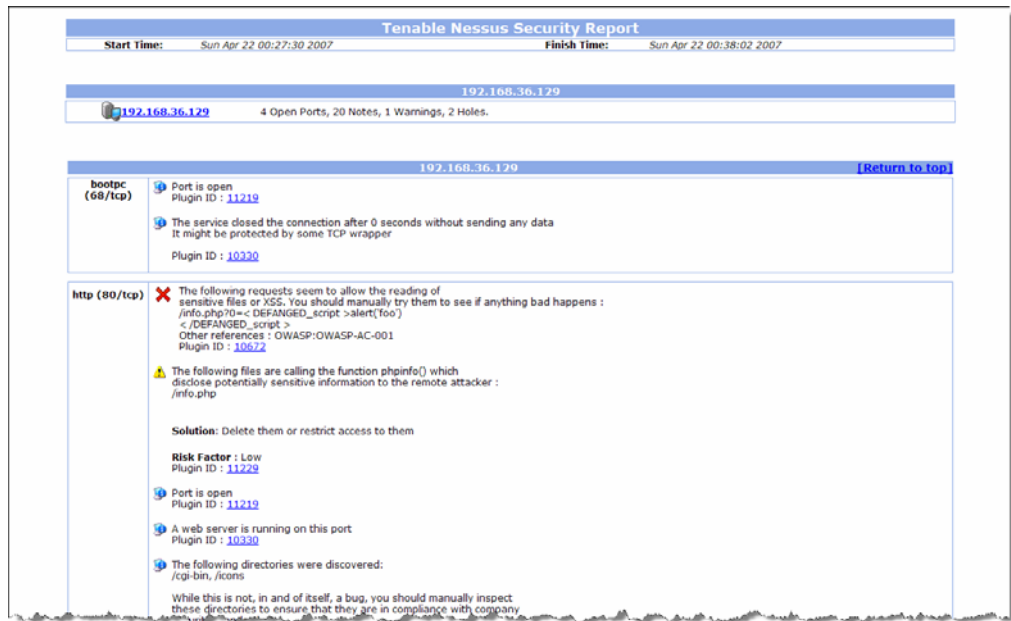 Tenable Nessus Security Report
Start Time: Sun Apr 22 00:27:30 2007 Finish Time: Sun Apr 22 00:38:02 2007
192.168.36.129
192.168.36.129 4 Open Ports, 20 Notes, 1 Warnings, 2 Holes.
192.168.36.129 [Return to top]
bootpc
(68/tcp)
Port is open
Plugin ID : 11219
The service closed the connection after 0 seconds without sending any data
It might be protected by some TCP wrapper
Plugin ID : 10330
http (80/tcp)
The following requests seem to allow the reading of
sensitive files or XSS. You should manually try them to see if anything bad happens :
/info.php?0=< DEFANGED_script >alert('foo')
< /DEFANGED_script >
Other references : OWASP:OWASP-AC-001
Plugin ID : 10672
The following files are calling the function phpinfo() which
disclose potentially sensitive information to the remote attacker :
/info.php
Solution: Delete them or restrict access to them
Risk Factor : Low
Plugin ID : 11229
Port is open
Plugin ID : 11219
A web server is running on this port
Plugin ID : 10330
The following directories were discovered:
/cgi-bin, /icons
While this is not, in and of itself, a bug, you should manually inspect
these directories to ensure that they are in compliance with company